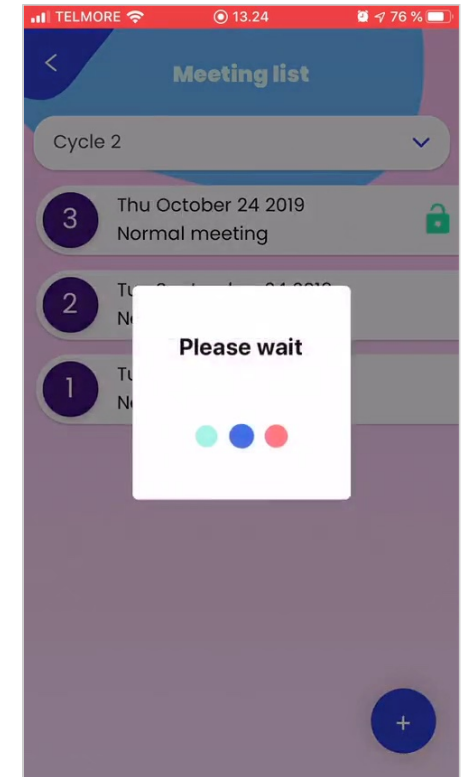 TELMORE 13.24 76 %
Meeting list
Cycle 2
3 Thu October 24 2019
Normal meeting
2
Please wait
1
+